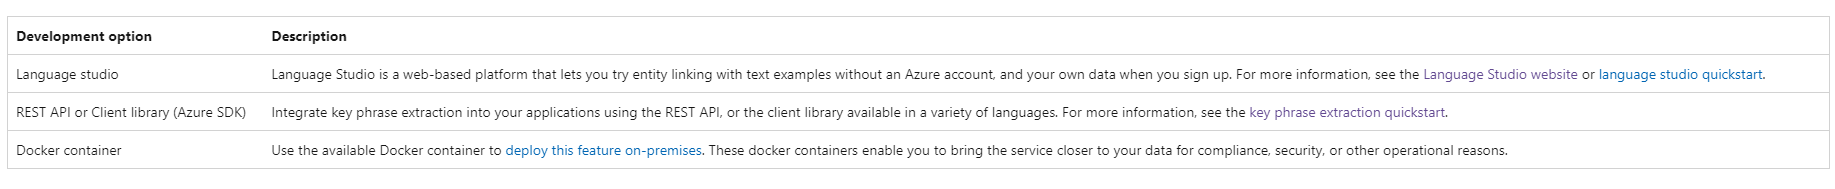 Development option Description
Language studio Language Studio is a web-based platform that lets you try entity linking with text examples without an Azure account, and your own data when you sign up. For more information, see the Language Studio website or language studio quickstart.
REST API or Client library (Azure SDK) Integrate key phrase extraction into your applications using the REST API, or the client library available in a variety of languages. For more information, see the key phrase extraction quickstart.
Docker container Use the available Docker container to deploy this feature on-premises. These docker containers enable you to bring the service closer to your data for compliance, security, or other operational reasons.